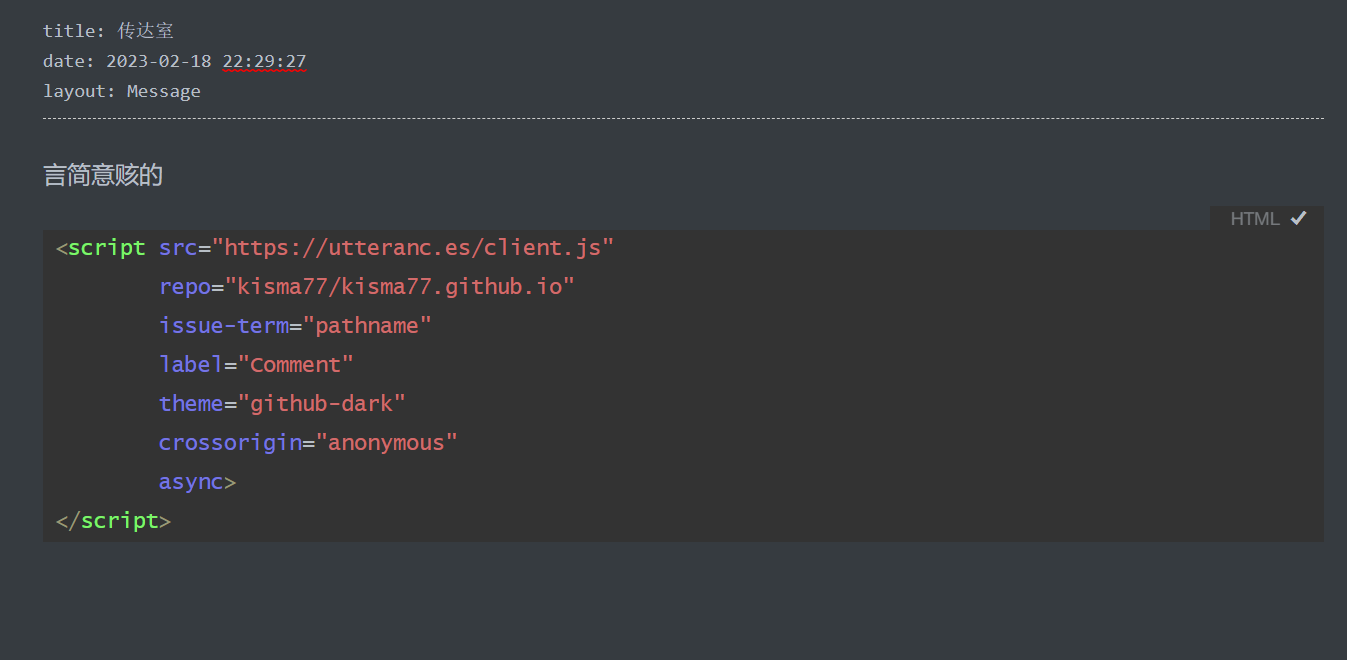 title: 传达室
date: 2023-02-18 22:29:27
layout: Message
言简意赅的
HTML
<script src="https://utteranc.es/client.js"
repo="kisma77/kisma77.github.io"
issue-term="pathname"
label="Comment"
theme="github-dark"
crossorigin="anonymous"
async>
</script>